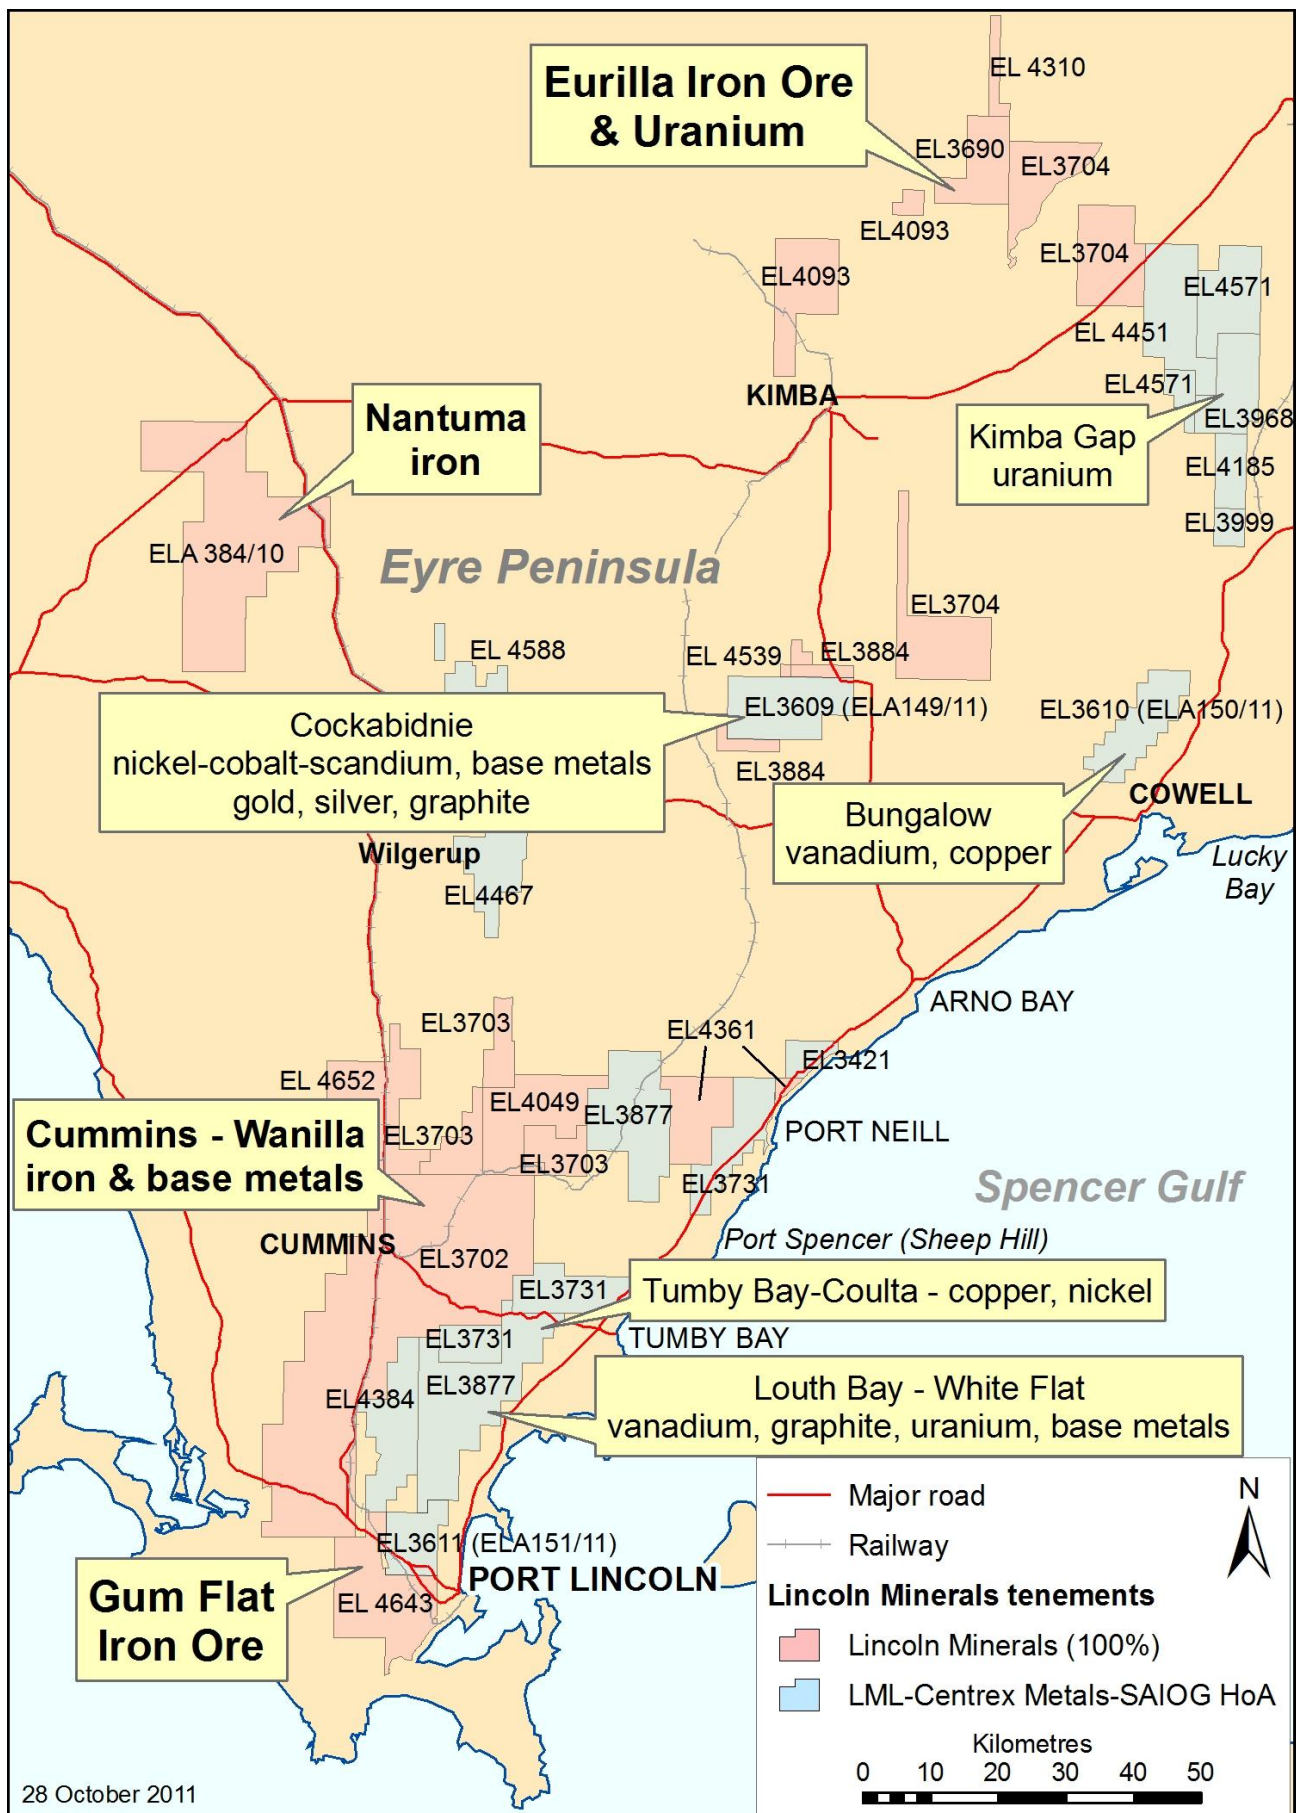 EL 4310
Eurilla Iron Ore
& Uranium
EL3690
EL3704
EL4093
EL3704
EL4093
EL4571
EL 4451
EL4571
KIMBA
EL3968
Kimba Gap
uranium
EL4185
EL3999
Nantuma
iron
ELA 384/10
Eyre Peninsula
EL3704
EL 4588
EL 4539
EL3884
EL3609 (ELA149/11)
EL3610 (ELA150/11)
Cockabidnie
nickel-cobalt-scandium, base metals
gold, silver, graphite
EL3884
COWELL
Bungalow
vanadium, copper
Wilgerup
Lucky
Bay
EL4467
ARNO BAY
EL3703
EL4361
EL3421
EL 4652
EL4049
EL3877
Cummins - Wanilla
iron & base metals
EL3703
EL3703
PORT NEILL
EL3731
Spencer Gulf
CUMMINS
EL3702
Port Spencer (Sheep Hill)
EL3731
Tumby Bay-Coulta - copper, nickel
EL3731
TUMBY BAY
EL4384
EL3877
Louth Bay - White Flat
vanadium, graphite, uranium, base metals
EL3611 (ELA151/11)
PORT LINCOLN
Gum Flat
Iron Ore
EL 4643
Major road
N
Railway
Lincoln Minerals tenements
Lincoln Minerals (100%)
LML-Centrex Metals-SAIOG HoA
Kilometres
0 10 20 30 40 50
28 October 2011